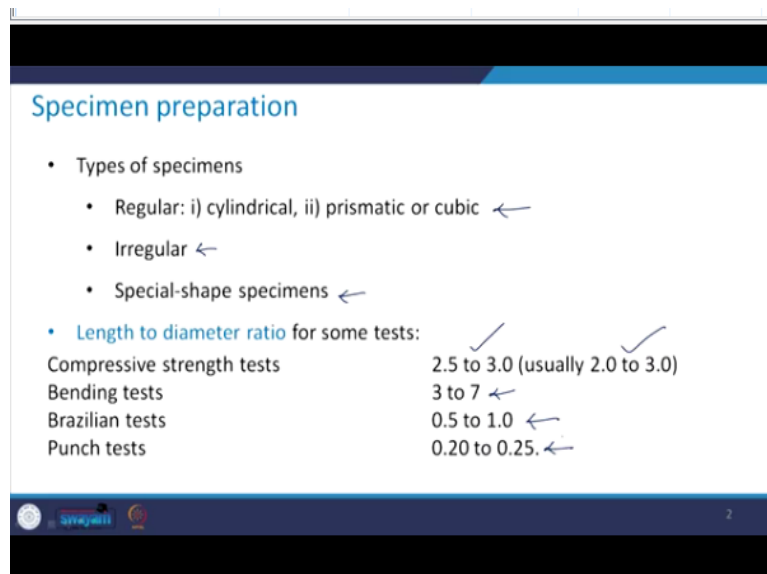 Specimen preparation
• Types of specimens
• Regular: i) cylindrical, ii) prismatic or cubic
• Irregular
• Special-shape specimens
• Length to diameter ratio for some tests:
Compressive strength tests 2.5 to 3.0 (usually 2.0 to 3.0)
Bending tests 3 to 7
Brazilian tests 0.5 to 1.0
Punch tests 0.20 to 0.25.
swayam 2